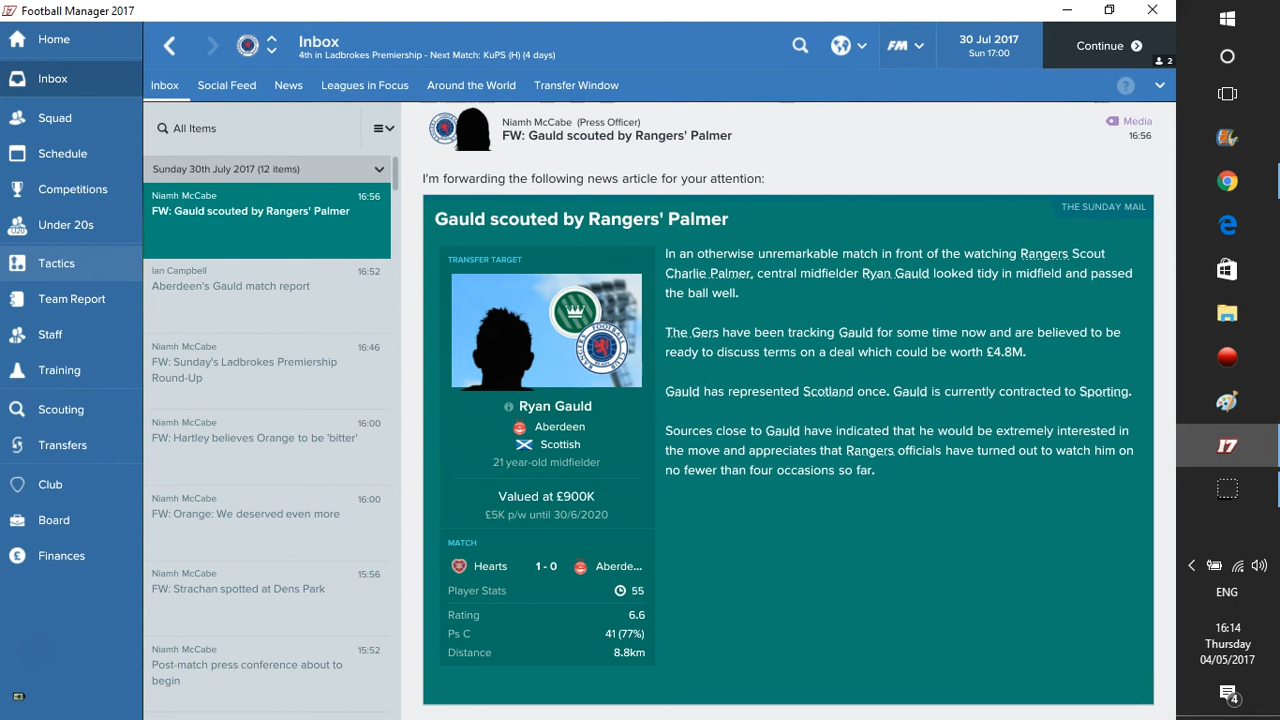 Football Manager 2017
Home
Inbox
Squad
Schedule
Competitions
Under 20s
U20
Tactics
Team Report
Staff
Training
Scouting
Transfers
Club
Board
Finances
Inbox
4th in Ladbrokes Premiership - Next Match: KuPS (H) (4 days)
FM
30 Jul 2017
Sun 17:00
Continue
2
Inbox
Social Feed
News
Leagues in Focus
Around the World
Transfer Window
?
All Items
Sunday 30th July 2017 (12 items)
Niamh McCabe 16:56
FW: Gauld scouted by Rangers' Palmer
Ian Campbell 16:52
Aberdeen's Gauld match report
Niamh McCabe 16:46
FW: Sunday's Ladbrokes Premiership
Round-Up
Niamh McCabe 16:00
FW: Hartley believes Orange to be 'bitter'
Niamh McCabe 16:00
FW: Orange: We deserved even more
Niamh McCabe 15:56
FW: Strachan spotted at Dens Park
Niamh McCabe 15:52
Post-match press conference about to
begin
Niamh McCabe (Press Officer)
FW: Gauld scouted by Rangers' Palmer
Media
16:56
I'm forwarding the following news article for your attention:
Gauld scouted by Rangers' Palmer
THE SUNDAY MAIL
TRANSFER TARGET
Ryan Gauld
Aberdeen
Scottish
21 year-old midfielder
Valued at £900K
£5K p/w until 30/6/2020
MATCH
Hearts 1 - 0 Aberde...
Player Stats 55
Rating 6.6
Ps C 41 (77%)
Distance 8.8km
In an otherwise unremarkable match in front of the watching Rangers Scout
Charlie Palmer, central midfielder Ryan Gauld looked tidy in midfield and passed
the ball well.
The Gers have been tracking Gauld for some time now and are believed to be
ready to discuss terms on a deal which could be worth £4.8M.
Gauld has represented Scotland once. Gauld is currently contracted to Sporting.
Sources close to Gauld have indicated that he would be extremely interested in
the move and appreciates that Rangers officials have turned out to watch him on
no fewer than four occasions so far.
17
ENG
16:14
Thursday
04/05/2017
4